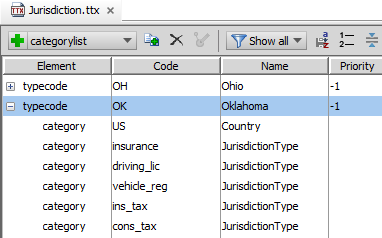 TTX Jurisdiction.ttx
categorylist Show all
Element Code Name Priority
typecode OH Ohio -1
typecode OK Oklahoma -1
category US Country
category insurance JurisdictionType
category driving_lic JurisdictionType
category vehicle_reg JurisdictionType
category ins_tax JurisdictionType
category cons_tax JurisdictionType